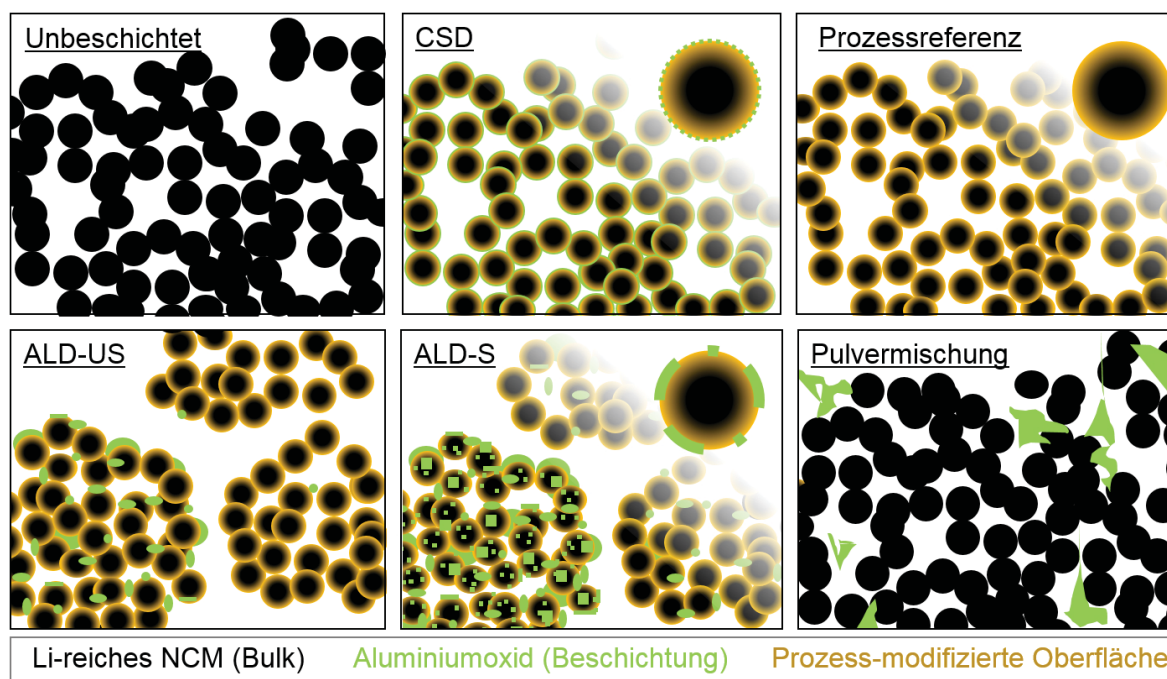 Unbeschichtet
CSD
Prozessreferenz
ALD-US
ALD-S
Pulvermischung
Li-reiches NCM (Bulk) Aluminiumoxid (Beschichtung) Prozess-modifizierte Oberfläche